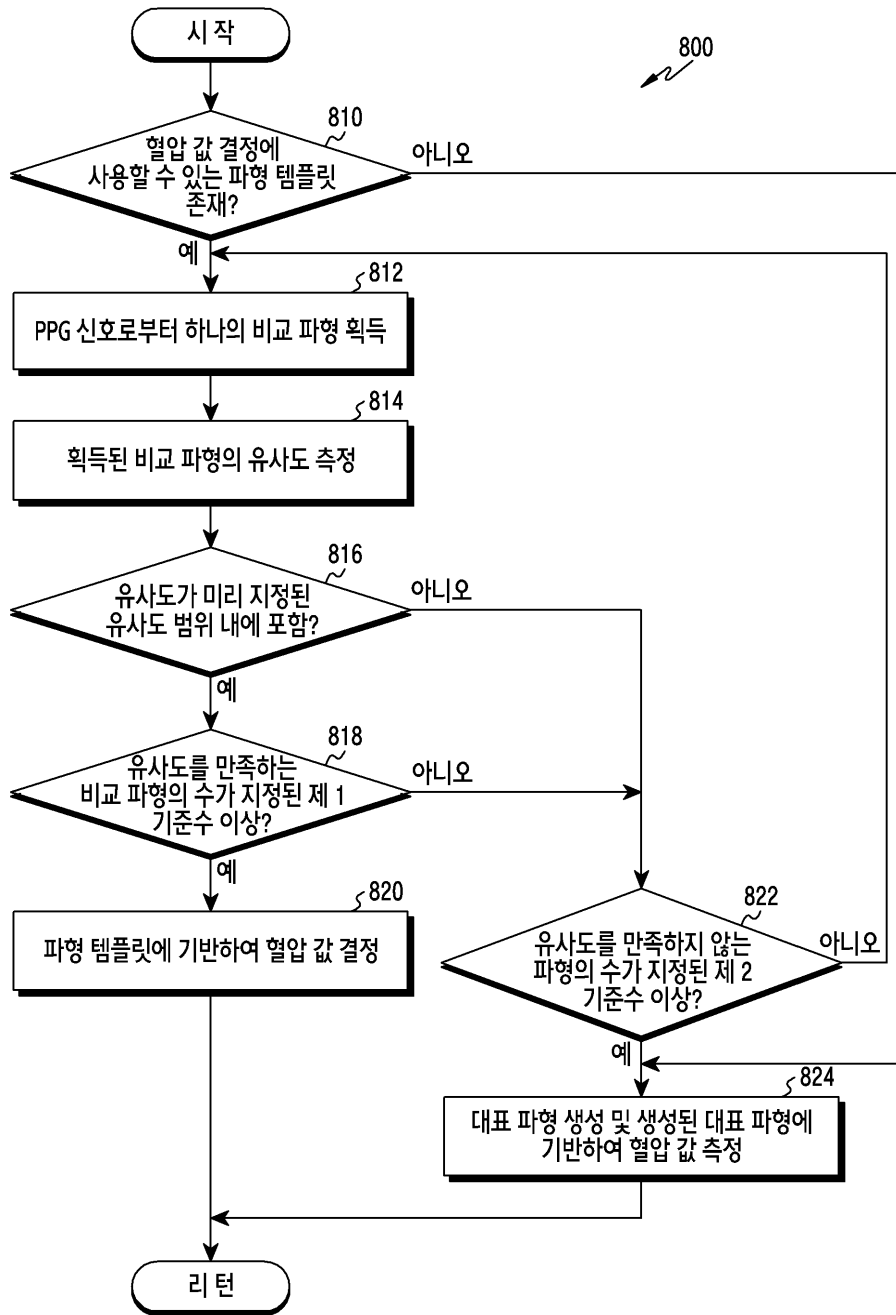 시 작
800
810
혈압 값 결정에
사용할 수 있는 파형 템플릿
존재?
아니오
예
812
PPG 신호로부터 하나의 비교 파형 획득
814
획득된 비교 파형의 유사도 측정
816
유사도가 미리 지정된
유사도 범위 내에 포함?
아니오
예
818
유사도를 만족하는
비교 파형의 수가 지정된 제 1
기준수 이상?
아니오
예
820
파형 템플릿에 기반하여 혈압 값 결정
822
유사도를 만족하지 않는
파형의 수가 지정된 제 2
기준수 이상?
아니오
예
824
대표 파형 생성 및 생성된 대표 파형에
기반하여 혈압 값 측정
리 턴